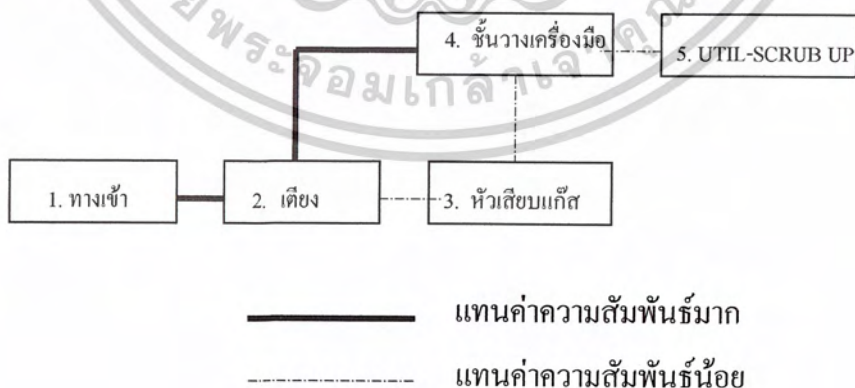 4. ชั้นวางเครื่องมือ
5. UTIL-SCRUB UP
1. ทางเข้า
2. เตียง
3. หัวเสียบแก๊ส
แทนค่าความสัมพันธ์มาก
แทนค่าความสัมพันธ์น้อย